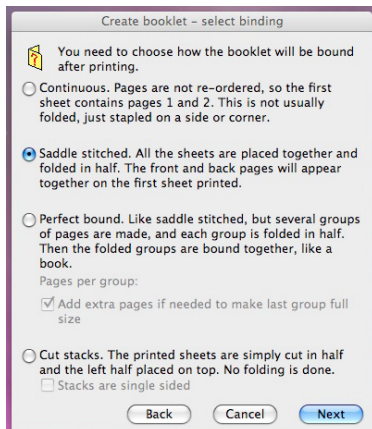 Create booklet - select binding
You need to choose how the booklet will be bound
after printing.
Continuous. Pages are not re-ordered, so the first
sheet contains pages 1 and 2. This is not usually
folded, just stapled on a side or corner.
Saddle stitched. All the sheets are placed together and
folded in half. The front and back pages will appear
together on the first sheet printed.
Perfect bound. Like saddle stitched, but several groups
of pages are made, and each group is folded in half.
Then the folded groups are bound together, like a
book.
Pages per group:
Add extra pages if needed to make last group full
size
Cut stacks. The printed sheets are simply cut in half
and the left half placed on top. No folding is done.
Stacks are single sided
Back Cancel Next